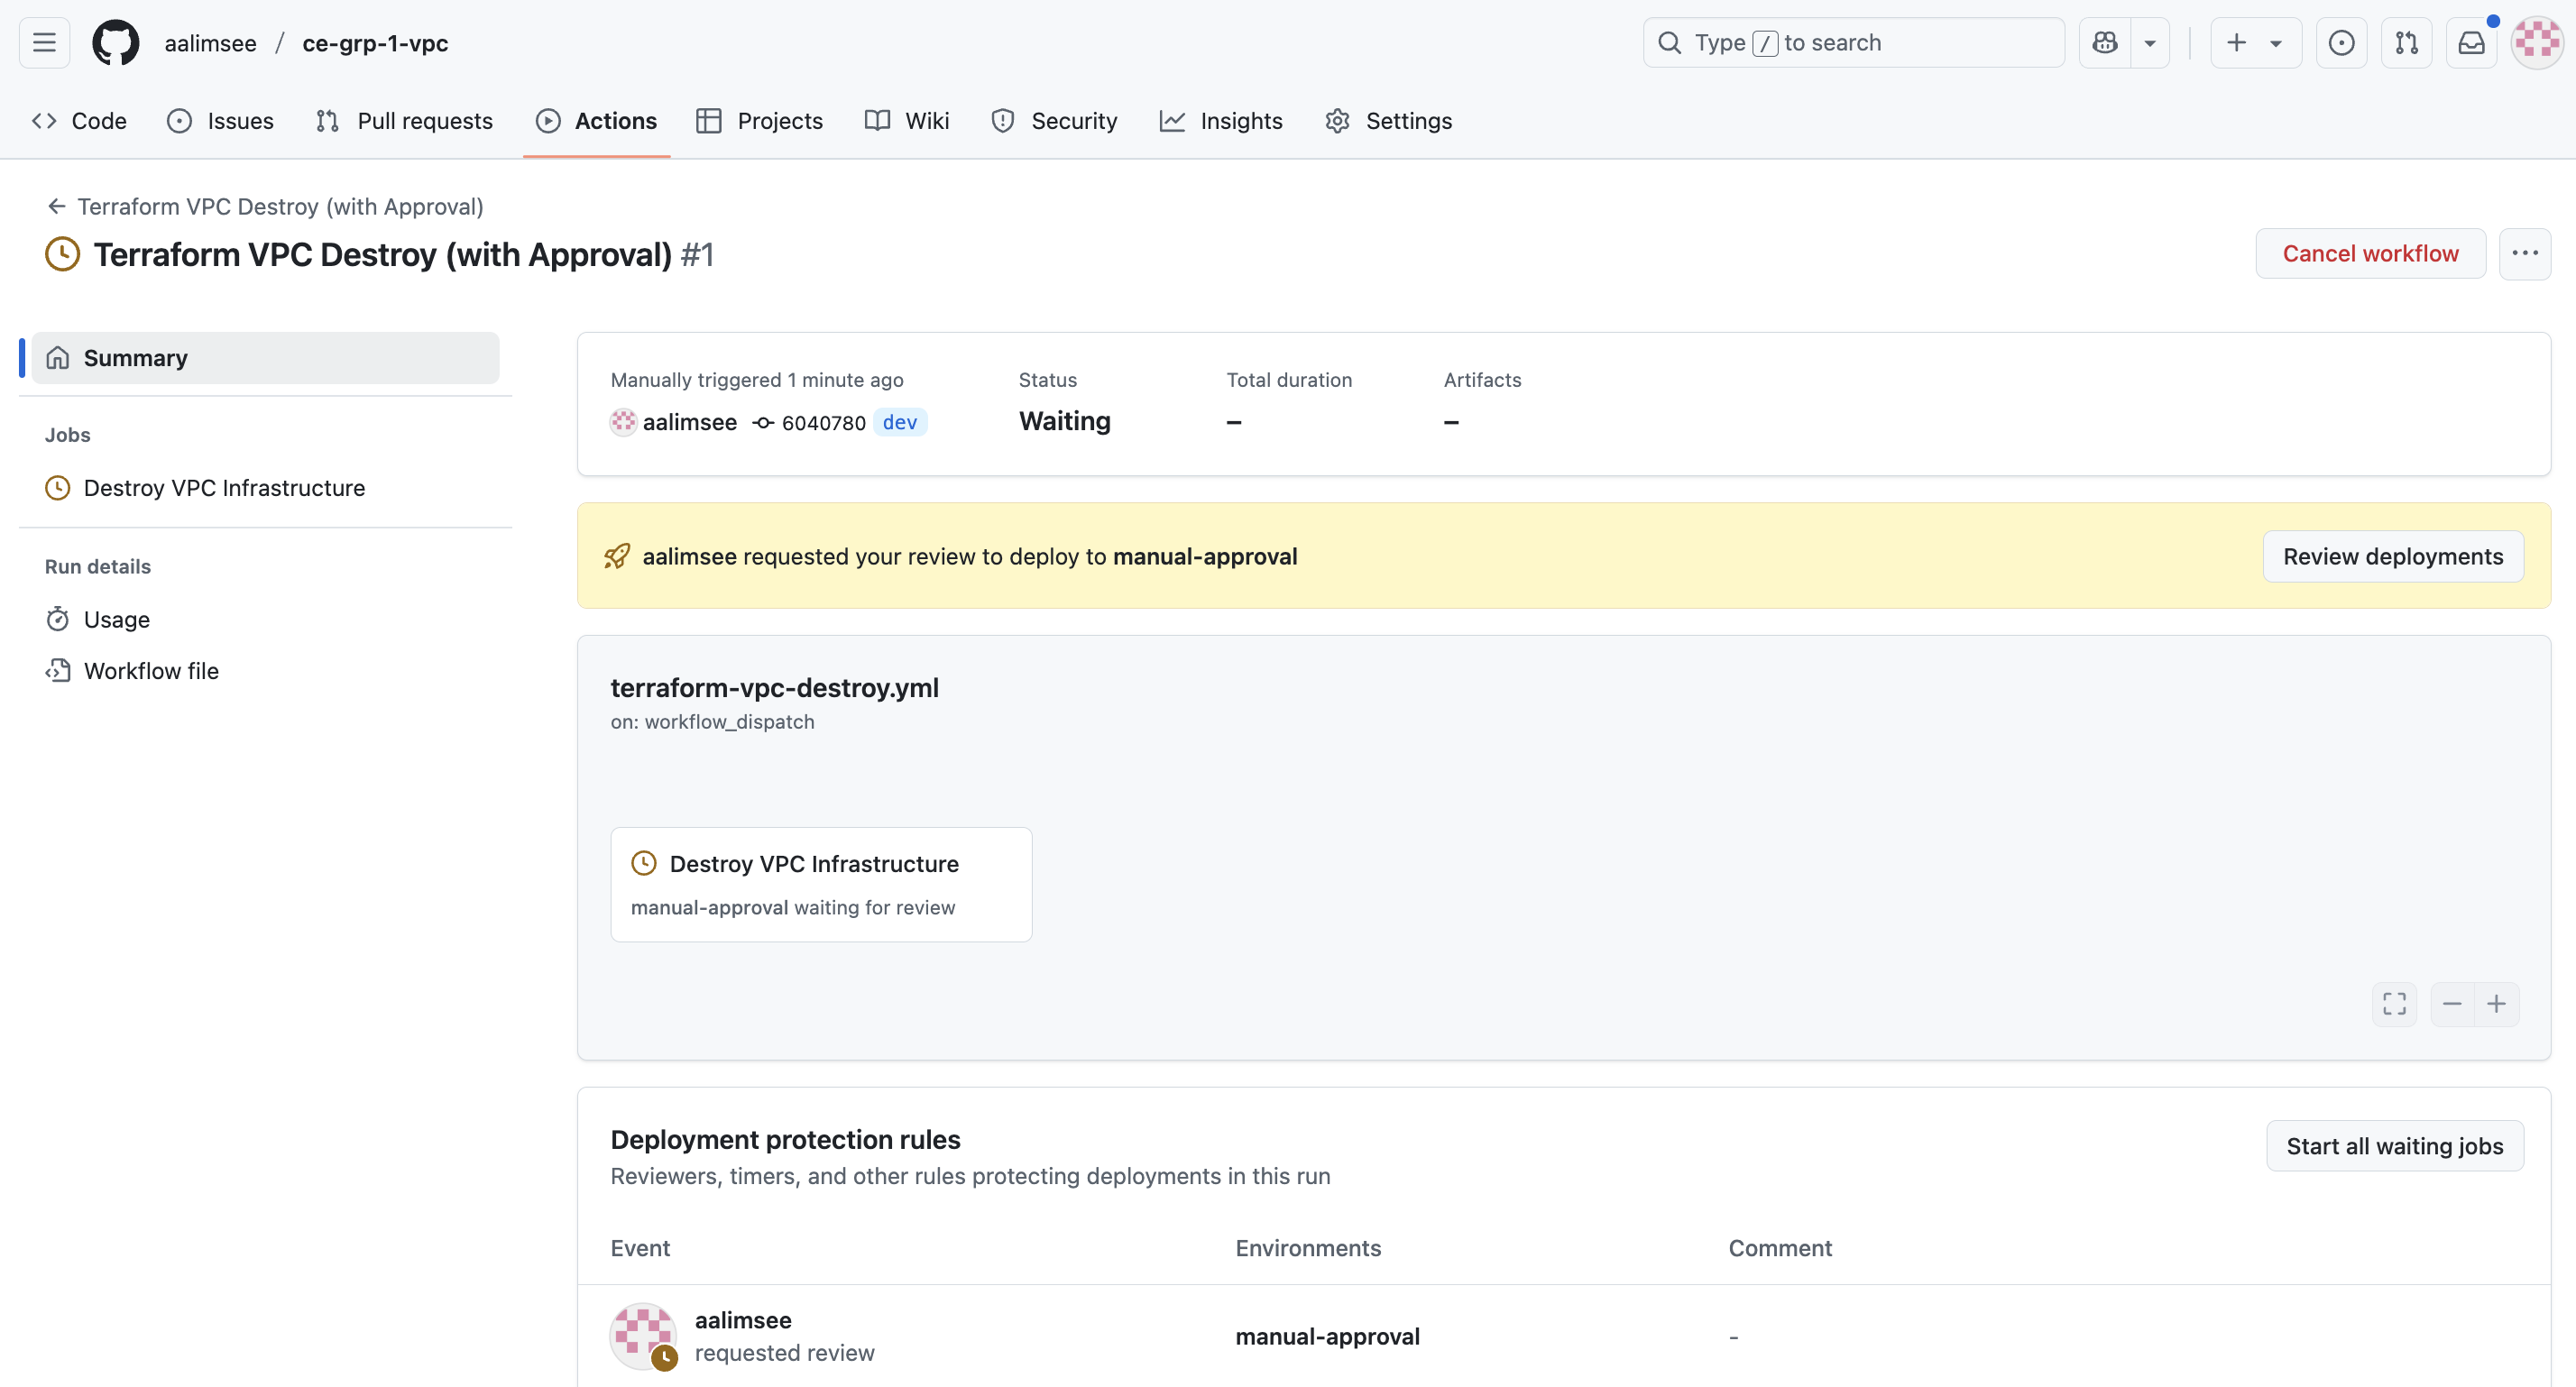 aalimsee / ce-grp-1-vpc
Type / to search
Code Issues Pull requests Actions Projects Wiki Security Insights Settings
Terraform VPC Destroy (with Approval)
Terraform VPC Destroy (with Approval) #1
Cancel workflow
Summary
Jobs
Destroy VPC Infrastructure
Run details
Usage
Workflow file
Manually triggered 1 minute ago
aalimsee 6040780 dev
Status
Waiting
Total duration
–
Artifacts
–
aalimsee requested your review to deploy to manual-approval
Review deployments
terraform-vpc-destroy.yml
on: workflow_dispatch
Destroy VPC Infrastructure
manual-approval waiting for review
Deployment protection rules
Reviewers, timers, and other rules protecting deployments in this run
Start all waiting jobs
Event Environments Comment
aalimsee
requested review
manual-approval
-